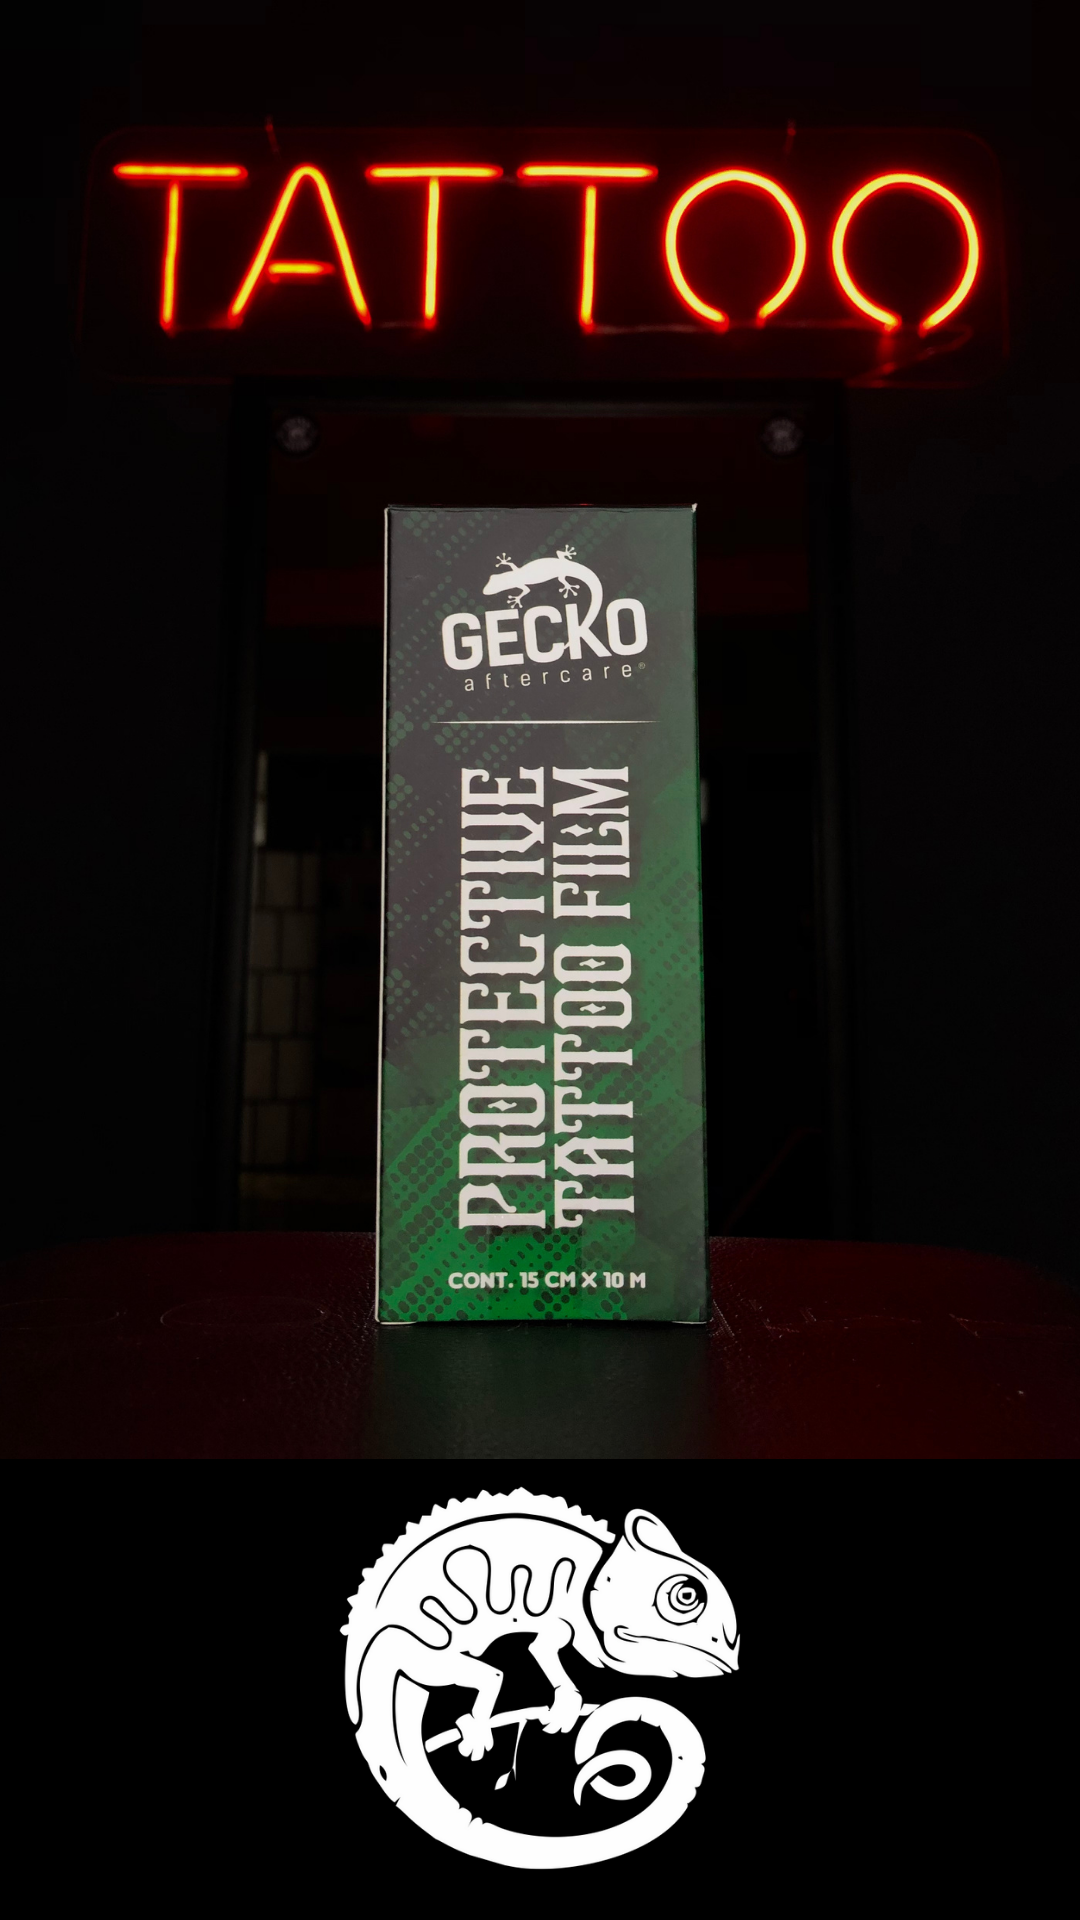 TATTOO
GECKO
aftercare®
PROTECTIVE
TATTOO FILM
CONT. 15 CM X 10 M